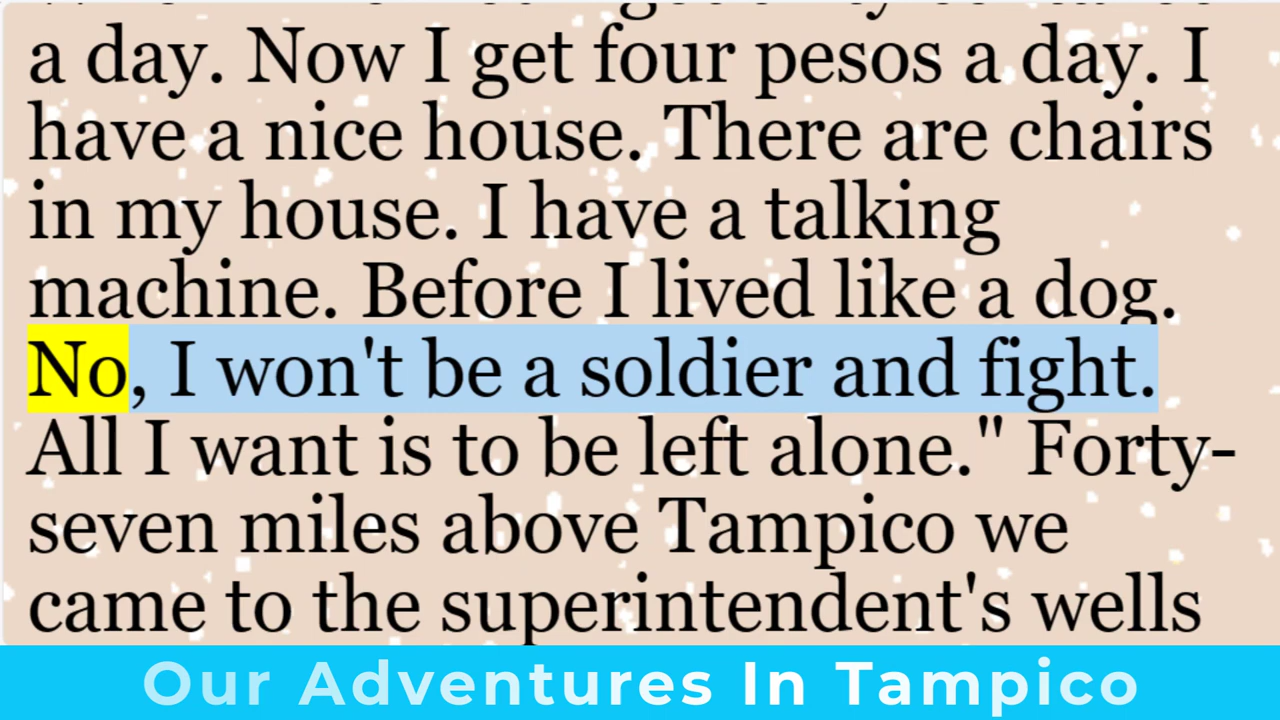 a day. Now I get four pesos a day. I
have a nice house. There are chairs
in my house. I have a talking
machine. Before I lived like a dog.
No, I won't be a soldier and fight.
All I want is to be left alone." Forty-
seven miles above Tampico we
came to the superintendent's wells
Our Adventures In Tampico